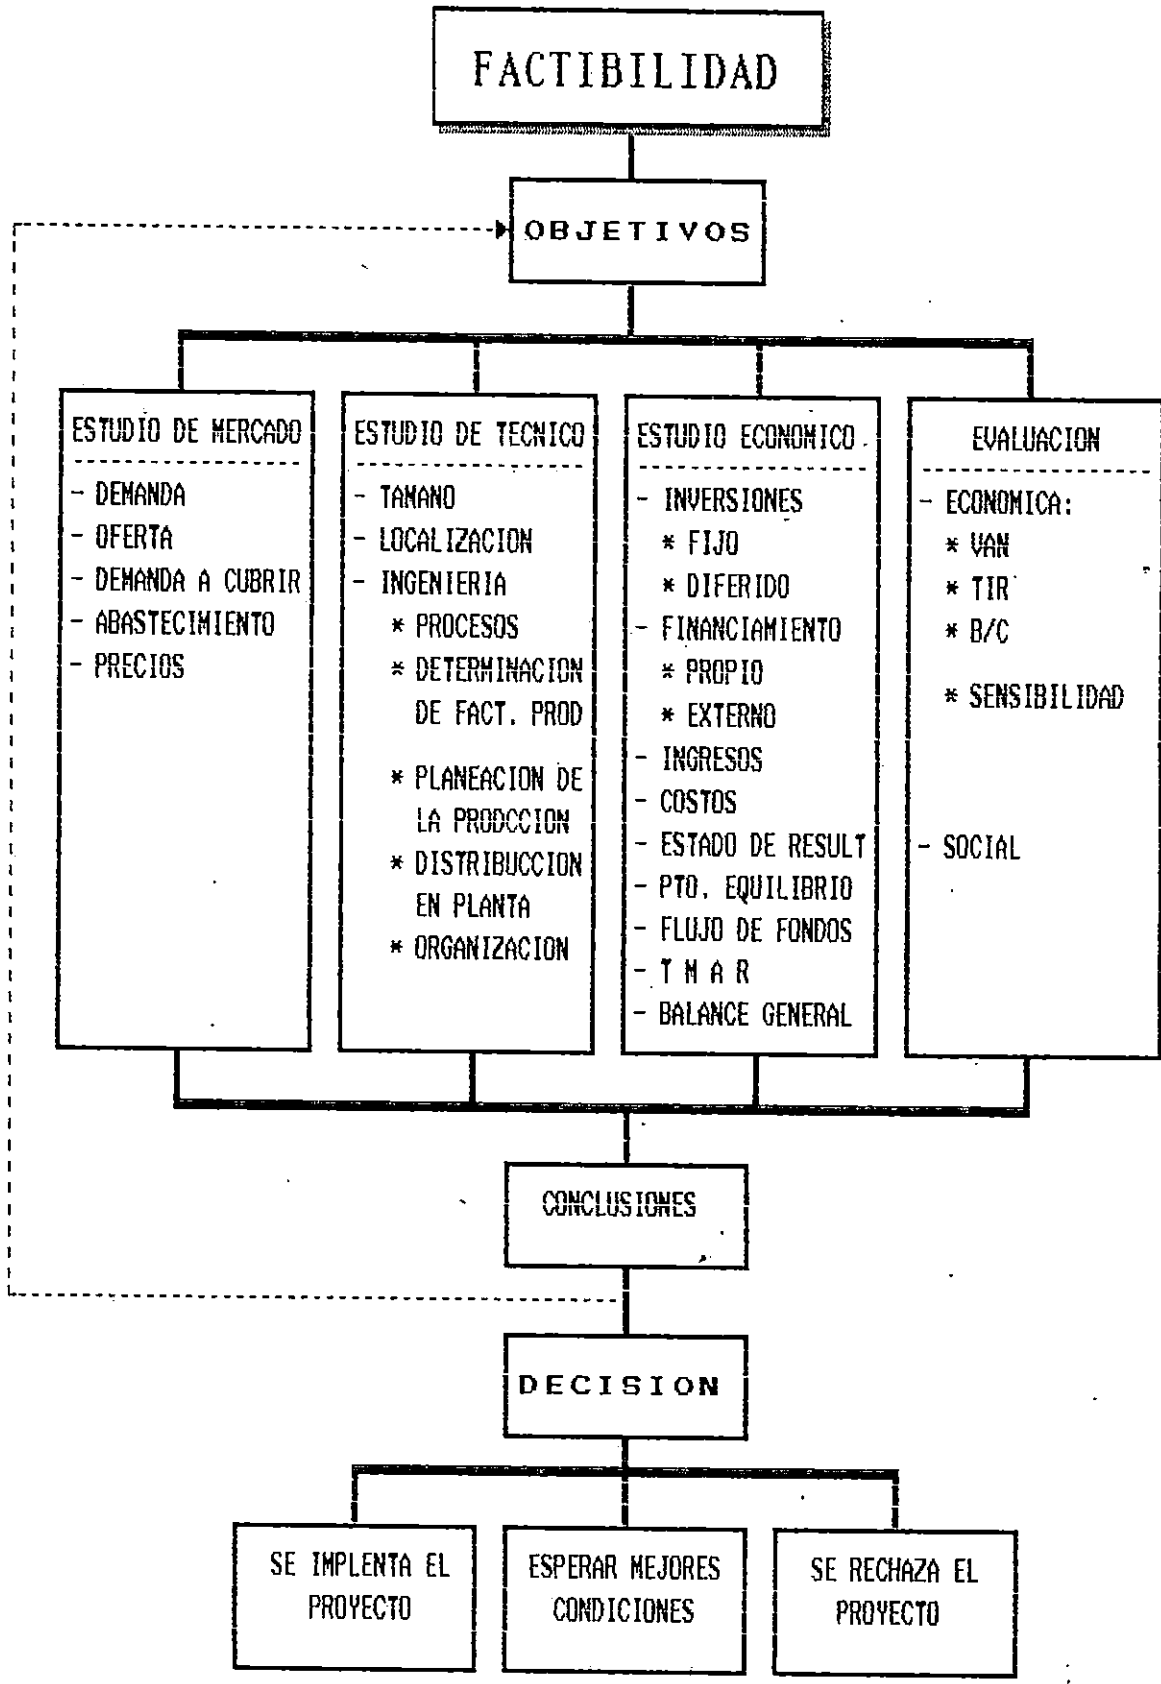 FACTIBILIDAD
OBJETIVOS
ESTUDIO DE MERCADO
- DEMANDA
- OFERTA
- DEMANDA A CUBRIR
- ABASTECIMIENTO
- PRECIOS
ESTUDIO DE TECNICO
- TAMANO
- LOCALIZACION
- INGENIERIA
* PROCESOS
* DETERMINACION
DE FACT. PROD
* PLANEACION DE
LA PRODCCION
* DISTRIBUCCION
EN PLANTA
* ORGANIZACION
ESTUDIO ECONOMICO
- INVERSIONES
* FIJO
* DIFERIDO
- FINANCIAMIENTO
* PROPIO
* EXTERNO
- INGRESOS
- COSTOS
- ESTADO DE RESULT
- PTO. EQUILIBRIO
- FLUJO DE FONDOS
- T M A R
- BALANCE GENERAL
EVALUACION
- ECONOMICA:
* VAN
* TIR
* B/C
* SENSIBILIDAD
- SOCIAL
CONCLUSIONES
DECISION
SE IMPLENTA EL
PROYECTO
ESPERAR MEJORES
CONDICIONES
SE RECHAZA EL
PROYECTO